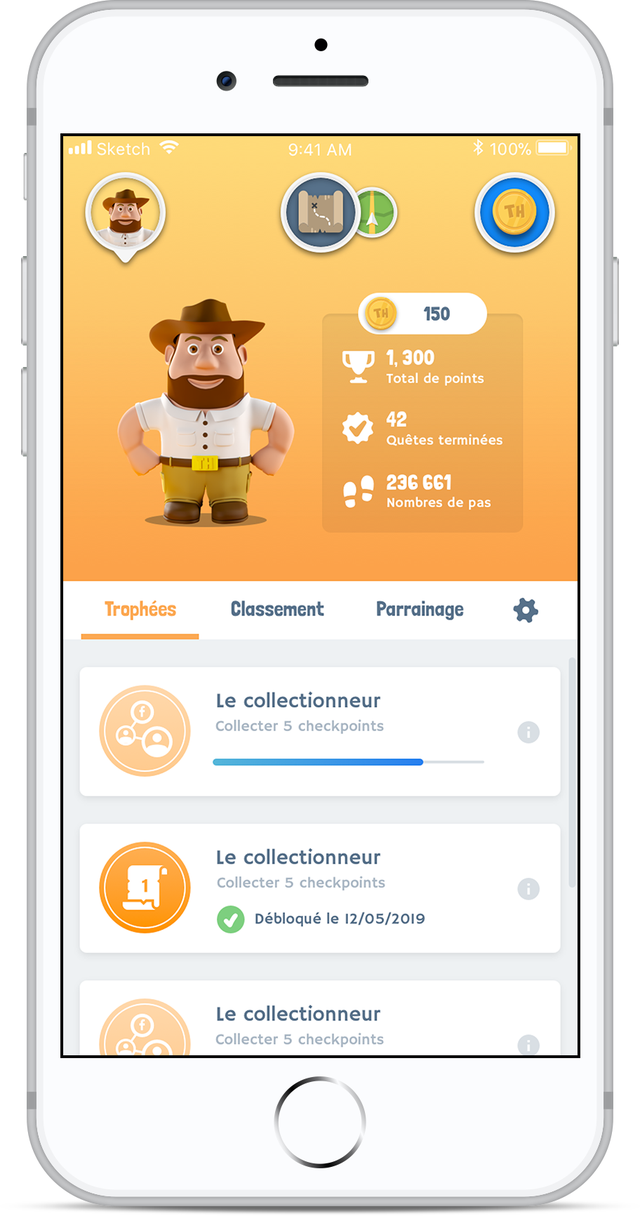 Sketch 9:41 AM 100%
TH
TH 150
1, 300
Total de points
42
Quêtes terminées
236 661
Nombres de pas
TH
Trophées Classement Parrainage
f
Le collectionneur
Collecter 5 checkpoints
1
Le collectionneur
Collecter 5 checkpoints
Débloqué le 12/05/2019
f
Le collectionneur
Collecter 5 checkpoints